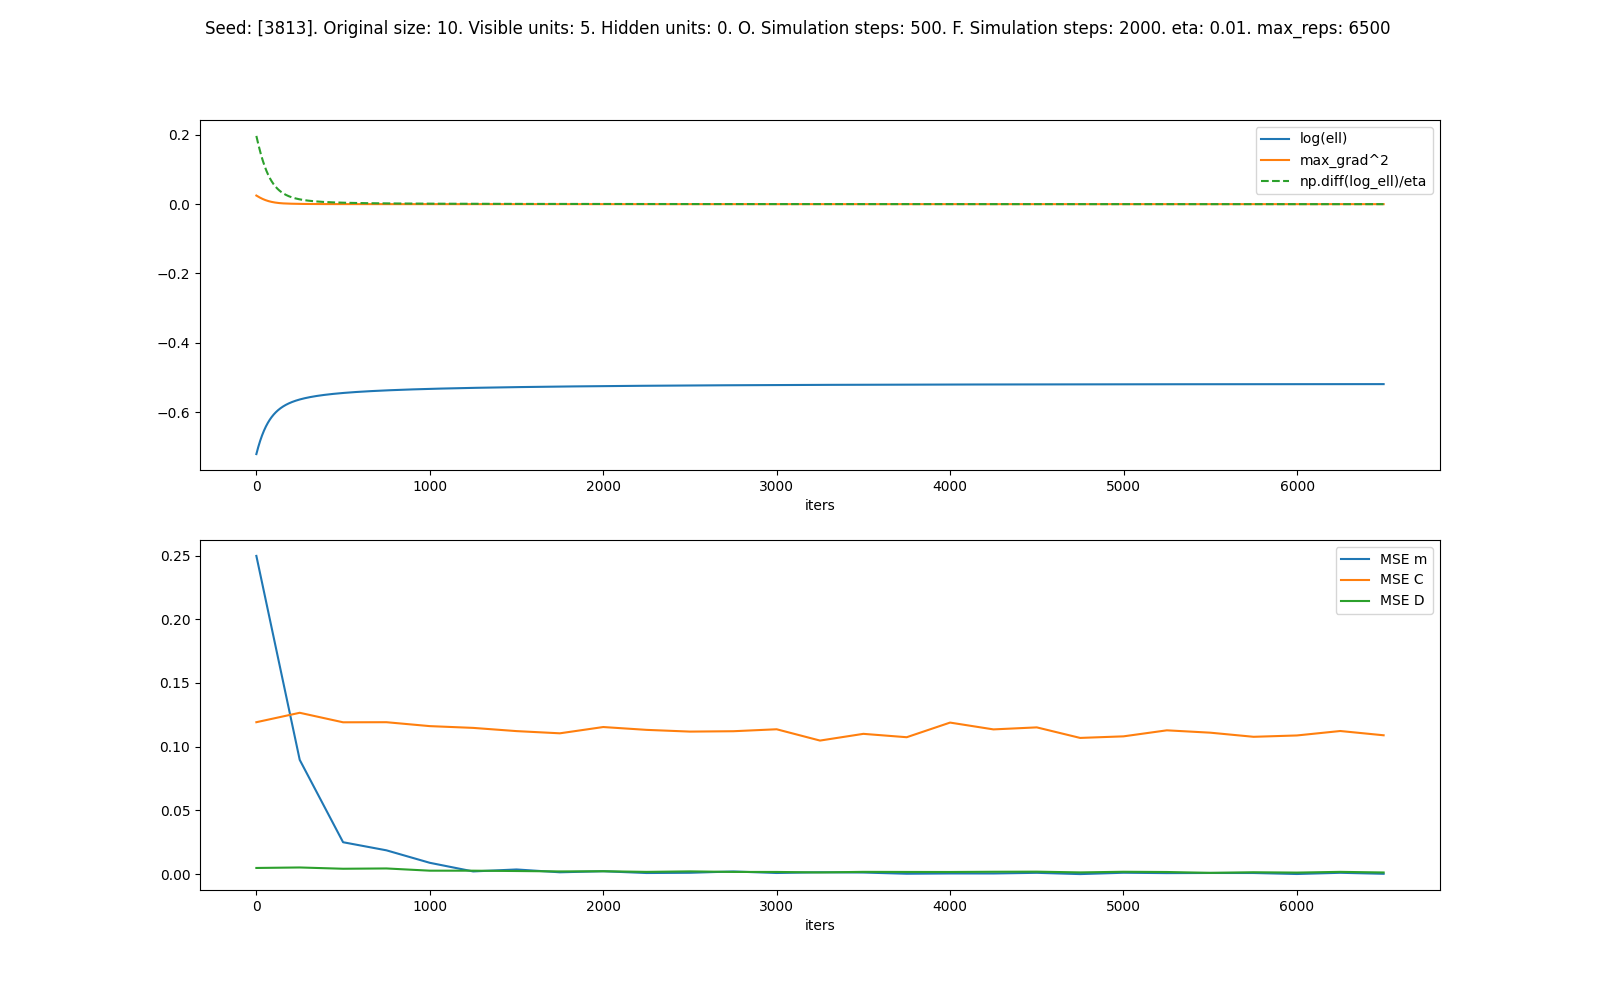 Seed: [3813]. Original size: 10. Visible units: 5. Hidden units: 0. O. Simulation steps: 500. F. Simulation steps: 2000. eta: 0.01. max_reps: 6500
0.2
0.0
−0.2
−0.4
−0.6
log(ell)
max_grad^2
np.diff(log_ell)/eta
0 1000 2000 3000 4000 5000 6000
iters
0.25
0.20
0.15
0.10
0.05
0.00
MSE m
MSE C
MSE D
0 1000 2000 3000 4000 5000 6000
iters